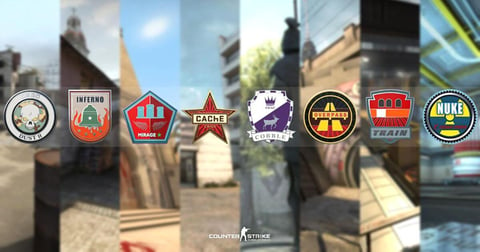 DUST II
INFERNO
MIRAGE
CACHE
COBBLE
OVERPASS
TRAIN
NUKE
COUNTER STRIKE